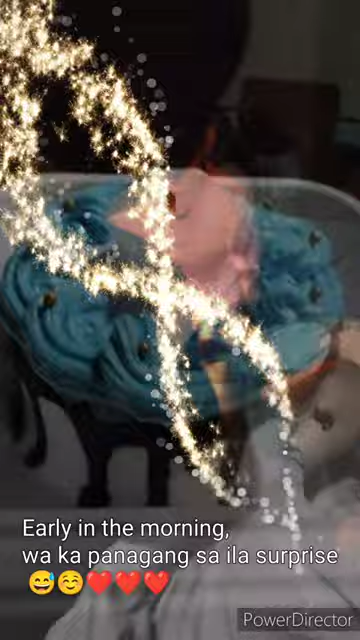 Early in the morning,
wa ka panagang sa ila surprise
😅☺️❤️❤️❤️
PowerDirector